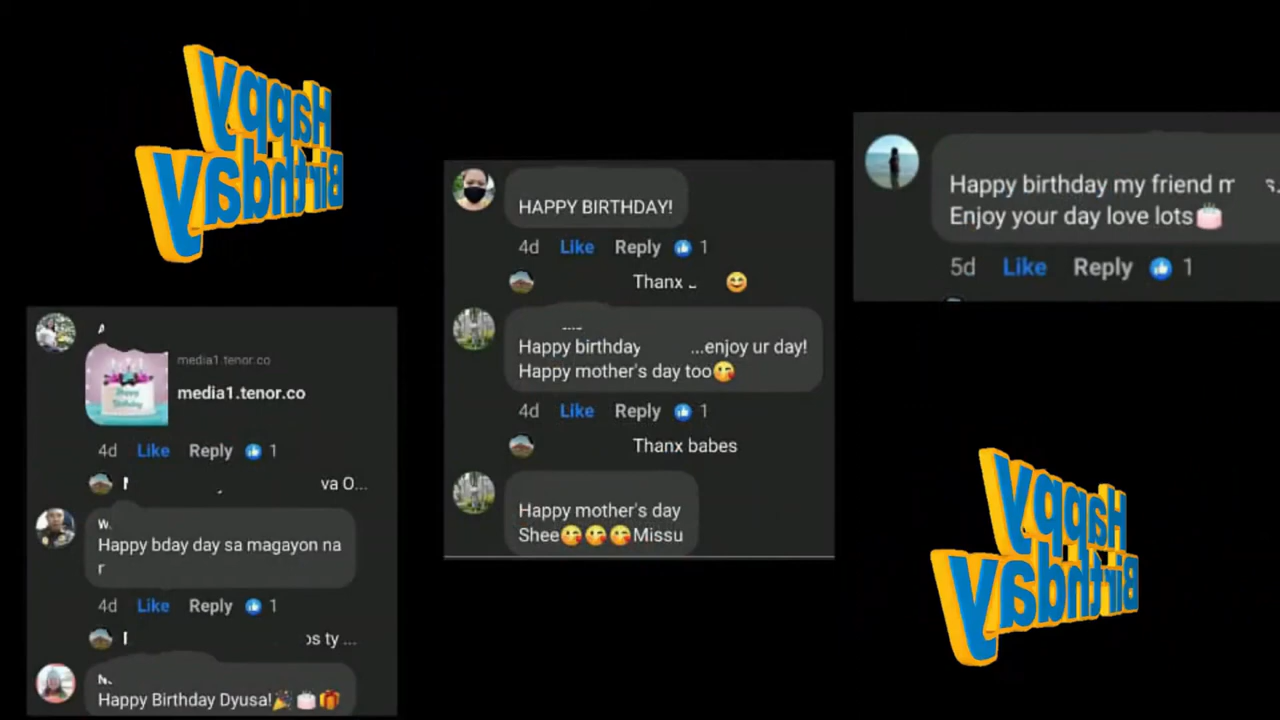 Happy
Birthday
media1.tenor.co
media1.tenor.co
4d Like Reply 1
va O...
Happy bday day sa magayon na
r
4d Like Reply 1
ty ...
Happy Birthday Dyusa!🎉🎂🎁
HAPPY BIRTHDAY!
4d Like Reply 1
Thanx 😊
Happy birthday ...enjoy ur day!
Happy mother's day too😘
4d Like Reply 1
Thanx babes
Happy mother's day
Shee😘😘😘Missu
Happy birthday my friend m s.
Enjoy your day love lots🎂
5d Like Reply 1
Happy
Birthday